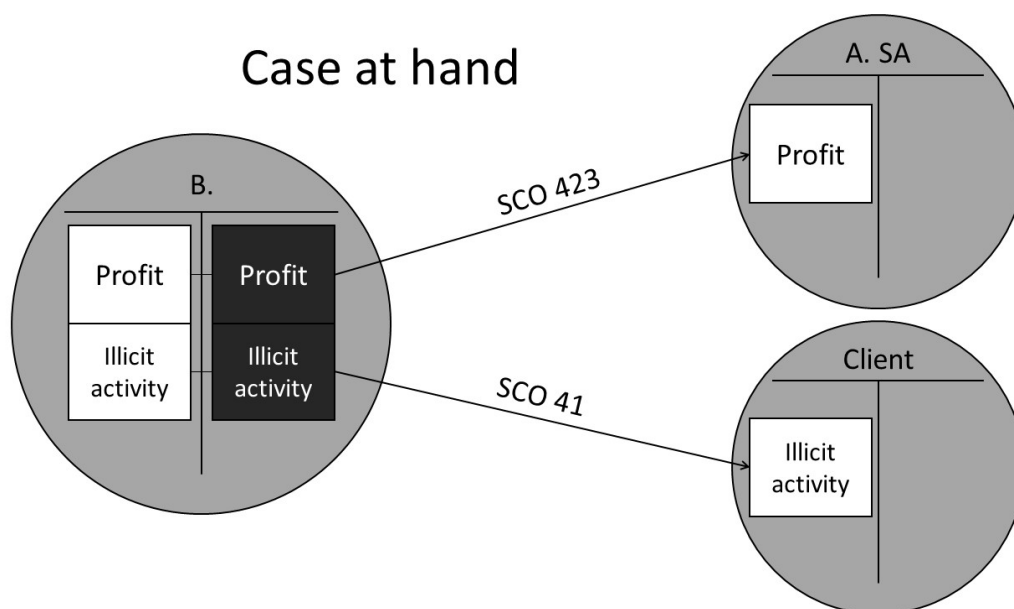 Case at hand
A. SA
Profit
SCO 423
B.
Profit
Profit
Illicit
activity
Illicit
activity
SCO 41
Client
Illicit
activity